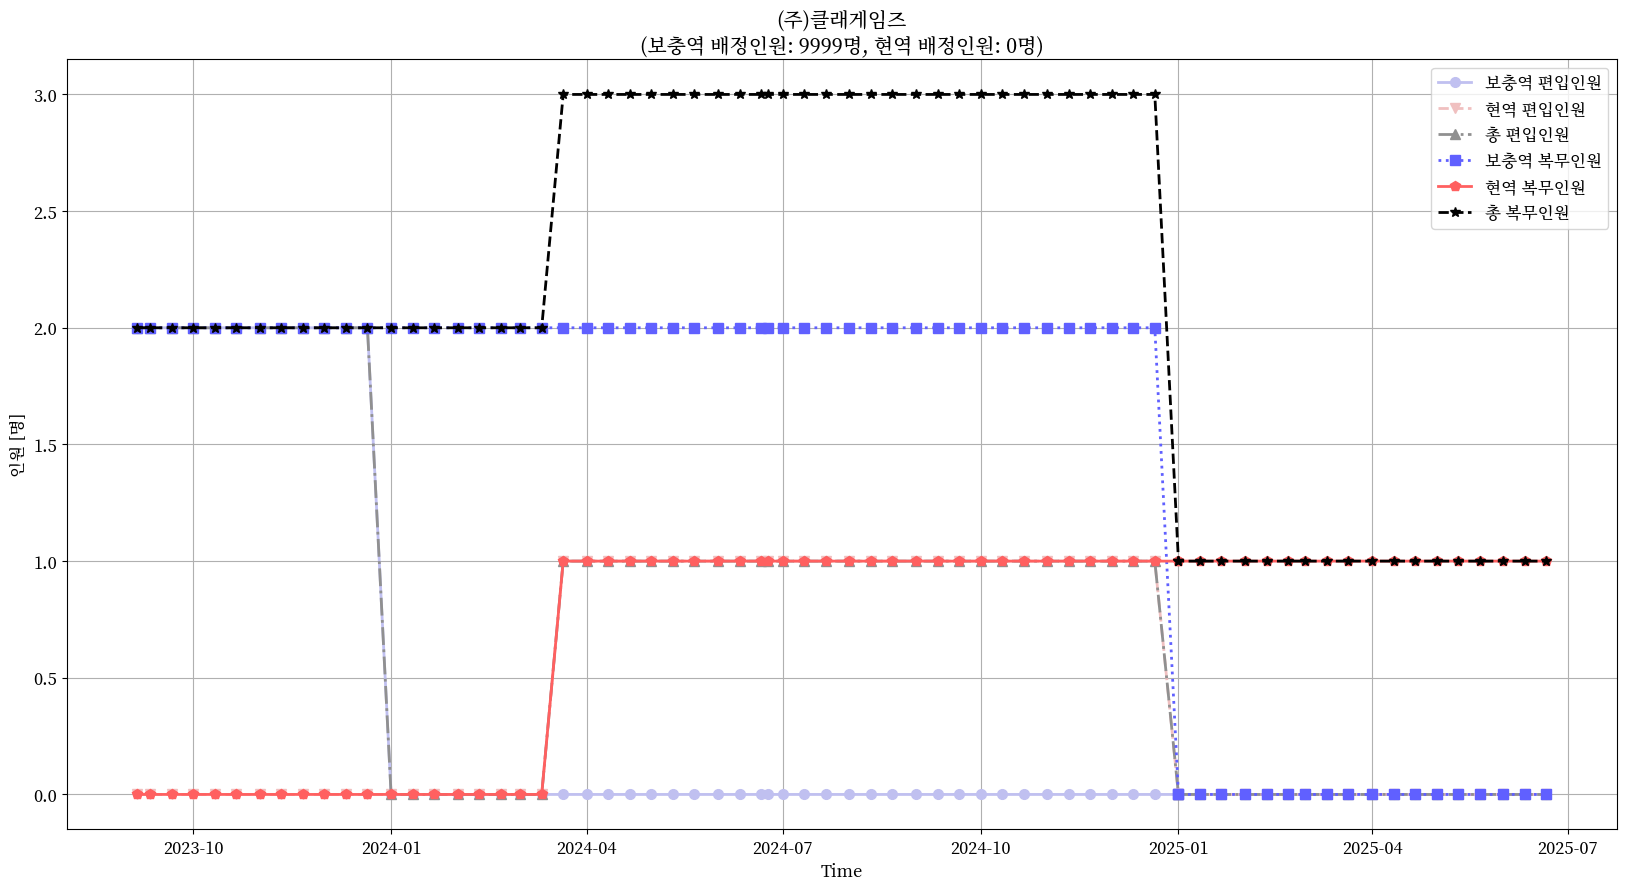 (주)클래게임즈
(보충역 배정인원: 9999명, 현역 배정인원: 0명)
보충역 편입인원
현역 편입인원
총 편입인원
보충역 복무인원
현역 복무인원
총 복무인원
인원 [명]
3.0
2.5
2.0
1.5
1.0
0.5
0.0
2023-10
2024-01
2024-04
2024-07
2024-10
2025-01
2025-04
2025-07
Time